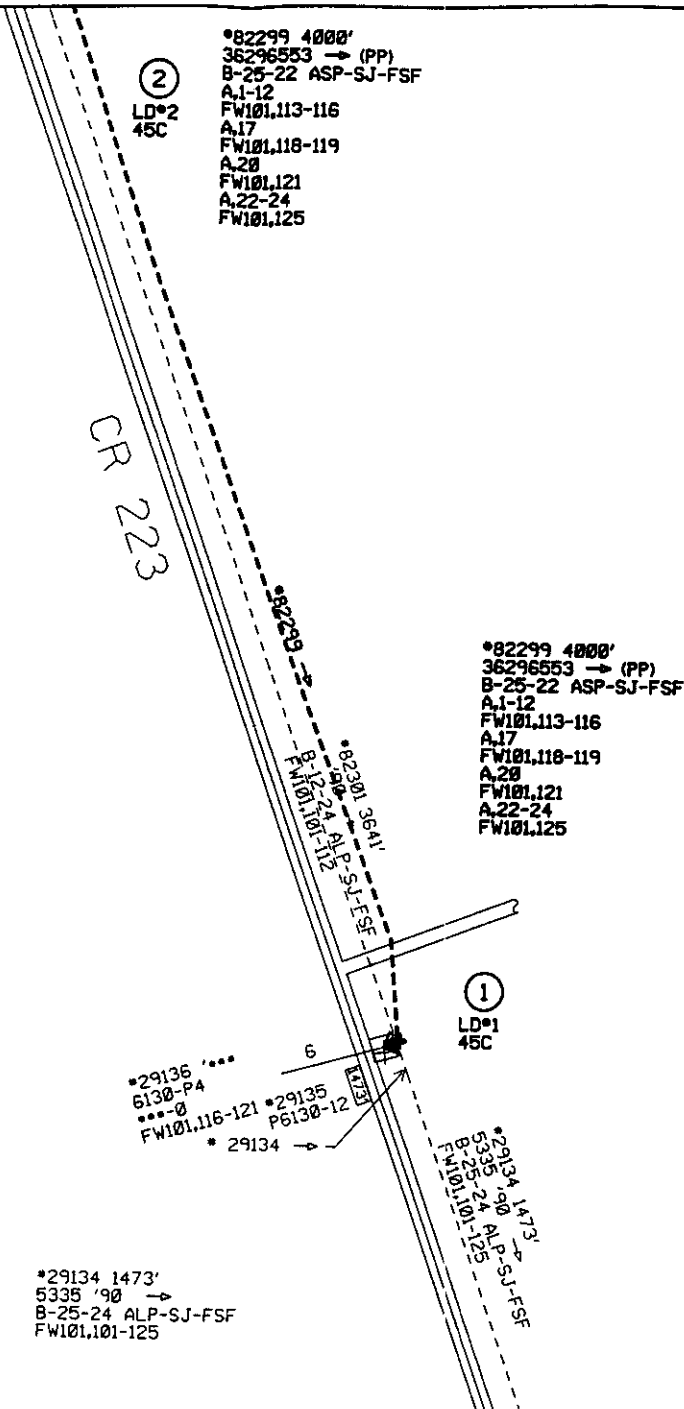 *82299 4000'
36296553 → (PP)
B-25-22 ASP-SJ-FSF
A,1-12
FW101,113-116
A,17
FW101,118-119
A,20
FW101,121
A,22-24
FW101,125
2
LD*2
45C
CR 223
*82299 →
*82299 4000'
36296553 → (PP)
B-25-22 ASP-SJ-FSF
A,1-12
FW101,113-116
A,17
FW101,118-119
A,20
FW101,121
A,22-24
FW101,125
*82301 3641'
'90
B-12-24 ALP-SJ-FSF
FW101,101-112
1
LD*1
45C
6
*29136 '***
6130-P4
***-0
FW101,116-121
*29135
P6130-12
14731
* 29134 →
*29134 1473'
5335 '90 →
B-25-24 ALP-SJ-FSF
FW101,101-125
*29134 1473'
5335 '90 →
B-25-24 ALP-SJ-FSF
FW101,101-125